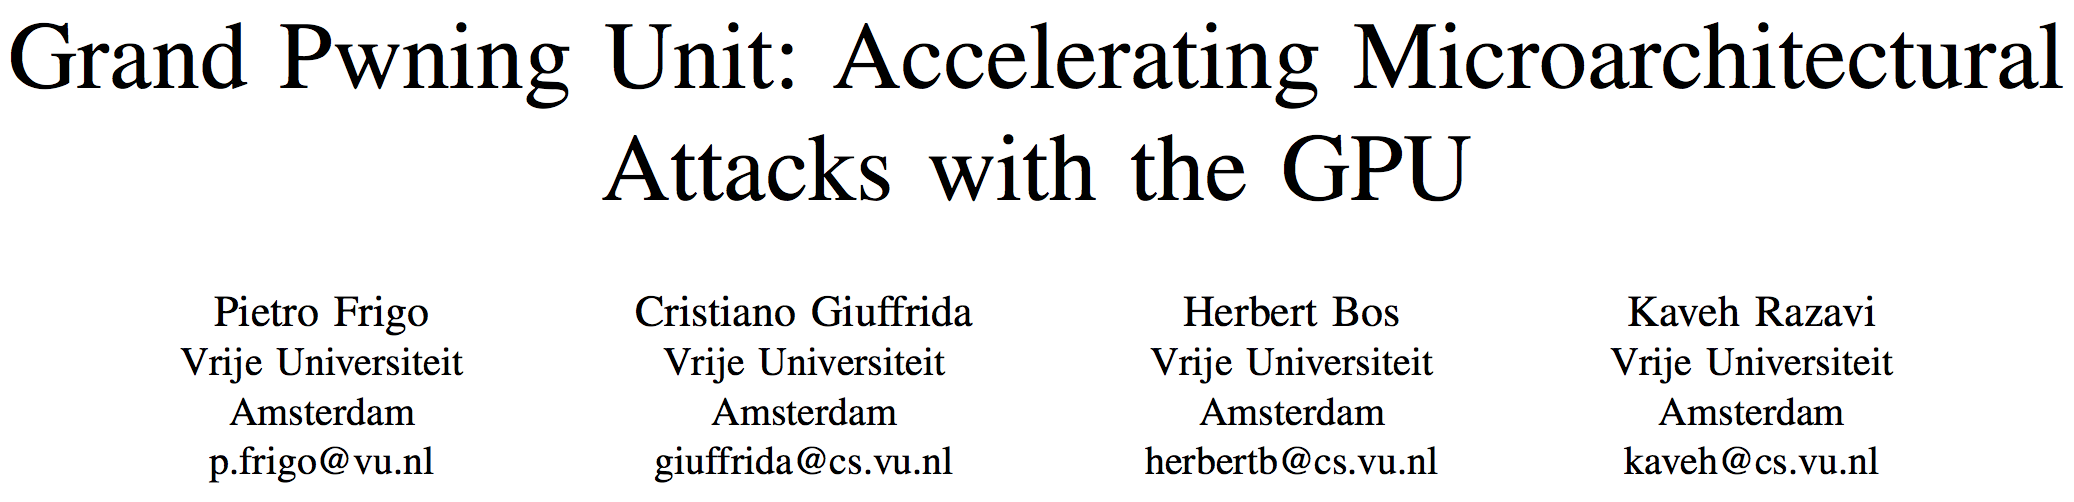 Grand Pwning Unit: Accelerating Microarchitectural
Attacks with the GPU
Pietro Frigo
Vrije Universiteit
Amsterdam
p.frigo@vu.nl
Cristiano Giuffrida
Vrije Universiteit
Amsterdam
giuffrida@cs.vu.nl
Herbert Bos
Vrije Universiteit
Amsterdam
herbertb@cs.vu.nl
Kaveh Razavi
Vrije Universiteit
Amsterdam
kaveh@cs.vu.nl